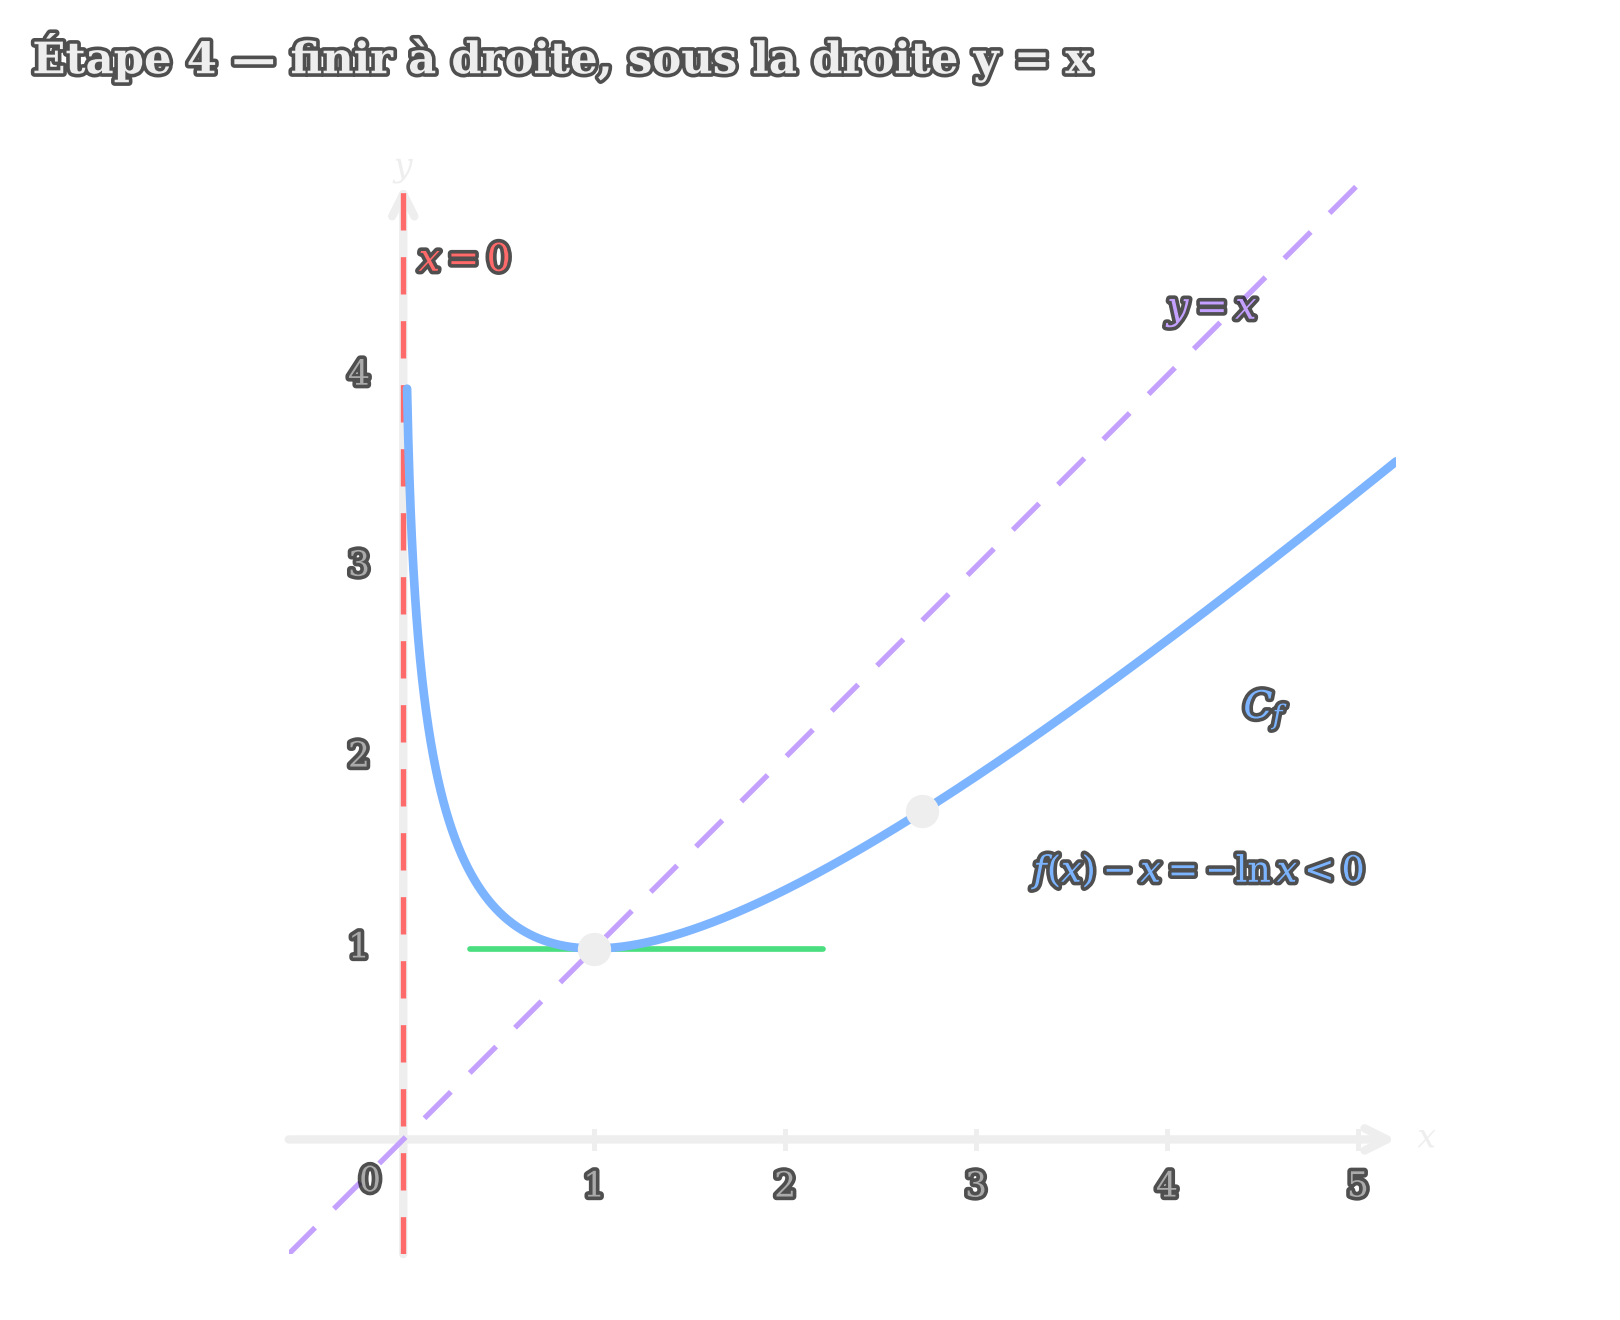 Étape 4 — finir à droite, sous la droite y = x
y
x = 0
y = x
4
3
C_f
2
f(x) − x = −ln x < 0
1
x
0
1
2
3
4
5